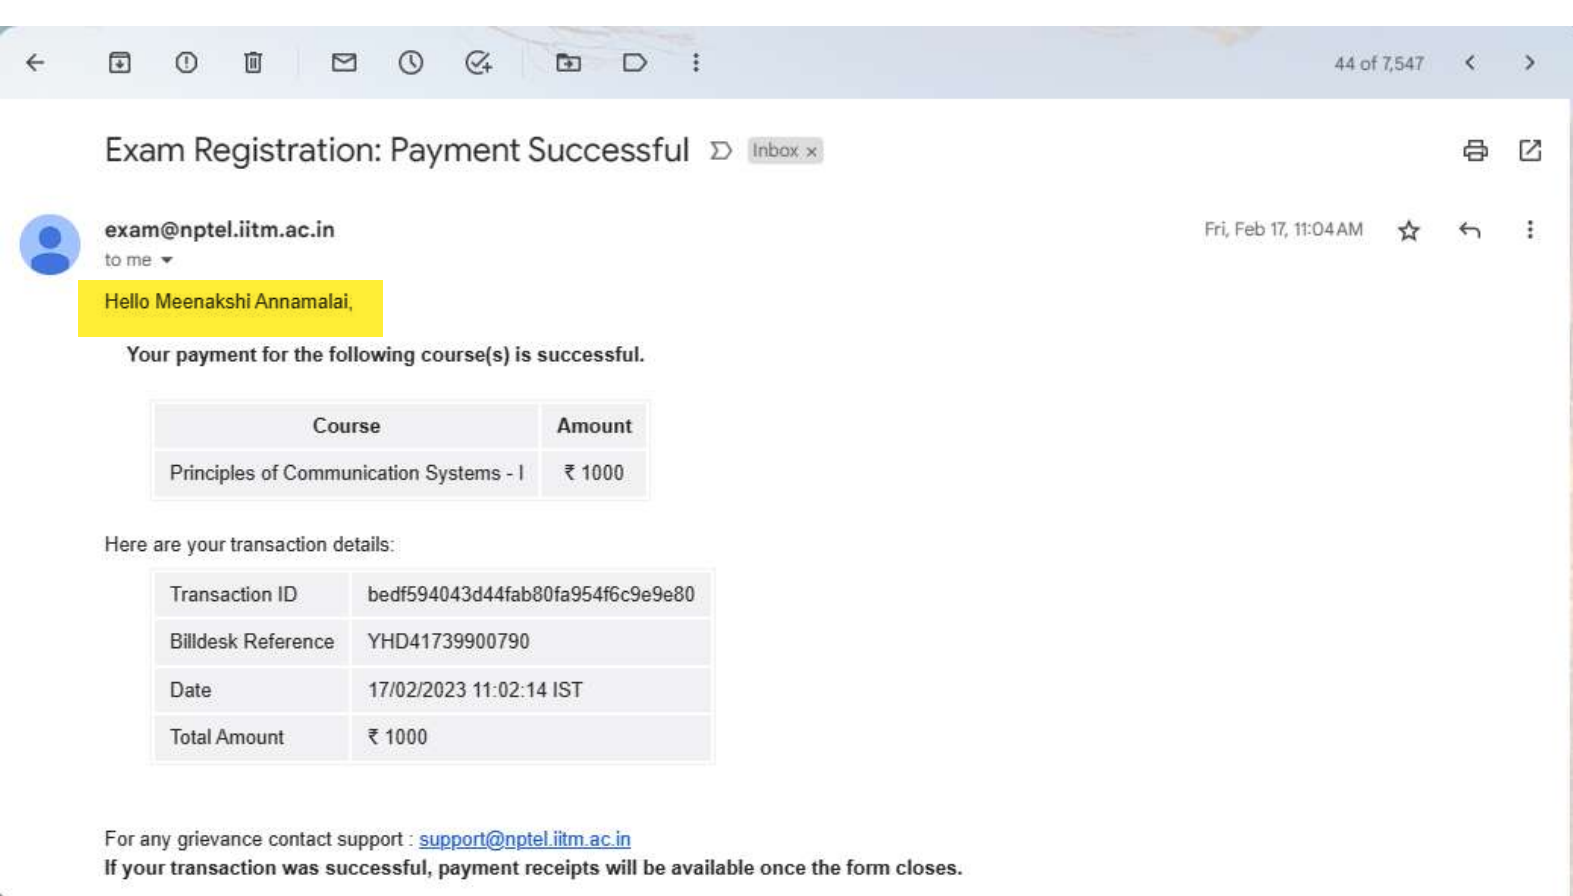 44 of 7,547
Exam Registration: Payment Successful
Inbox ×
exam@nptel.iitm.ac.in
Fri, Feb 17, 11:04 AM
to me
Hello Meenakshi Annamalai,
Your payment for the following course(s) is successful.
Course Amount
Principles of Communication Systems - I ₹ 1000
Here are your transaction details:
Transaction ID bedf594043d44fab80fa954f6c9e9e80
Billdesk Reference YHD41739900790
Date 17/02/2023 11:02:14 IST
Total Amount ₹ 1000
For any grievance contact support : support@nptel.iitm.ac.in
If your transaction was successful, payment receipts will be available once the form closes.